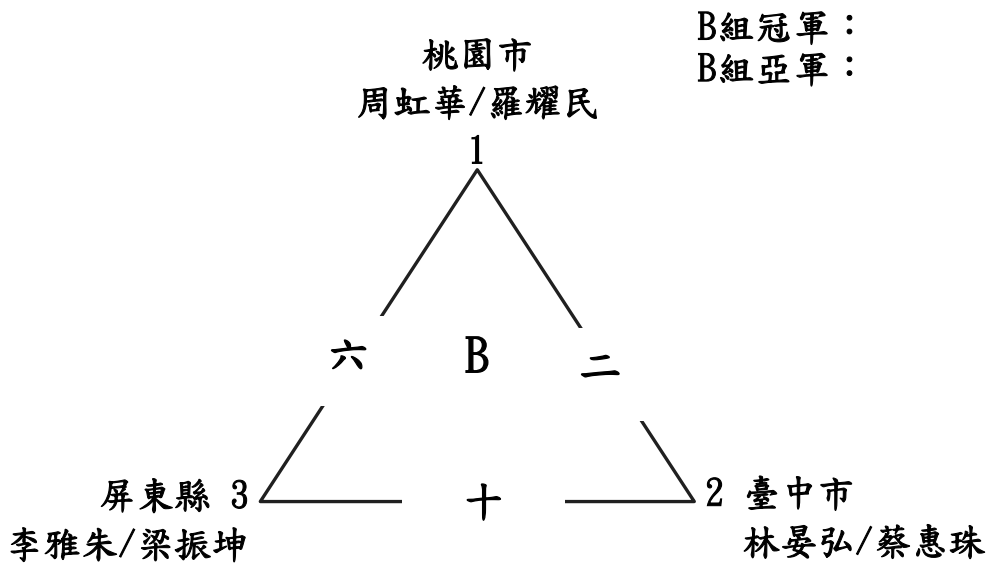 B組冠軍：
B組亞軍：
桃園市
周虹華/羅耀民
1
六
B
二
屏東縣 3
十
2 臺中市
李雅朱/梁振坤
林晏弘/蔡惠珠